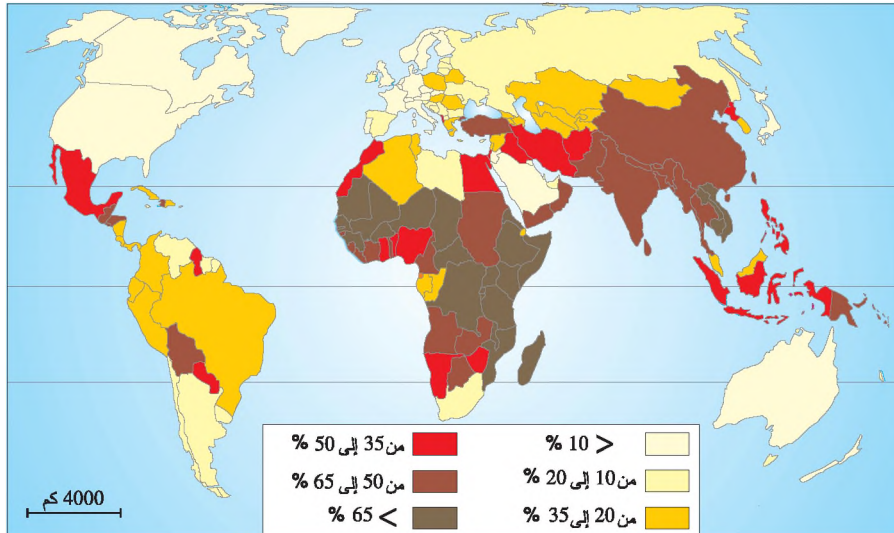 من 35 إلى 50 %
من 50 إلى 65 %
< 65 %
> 10 %
من 10 إلى 20 %
من 20 إلى 35 %
4000 كم